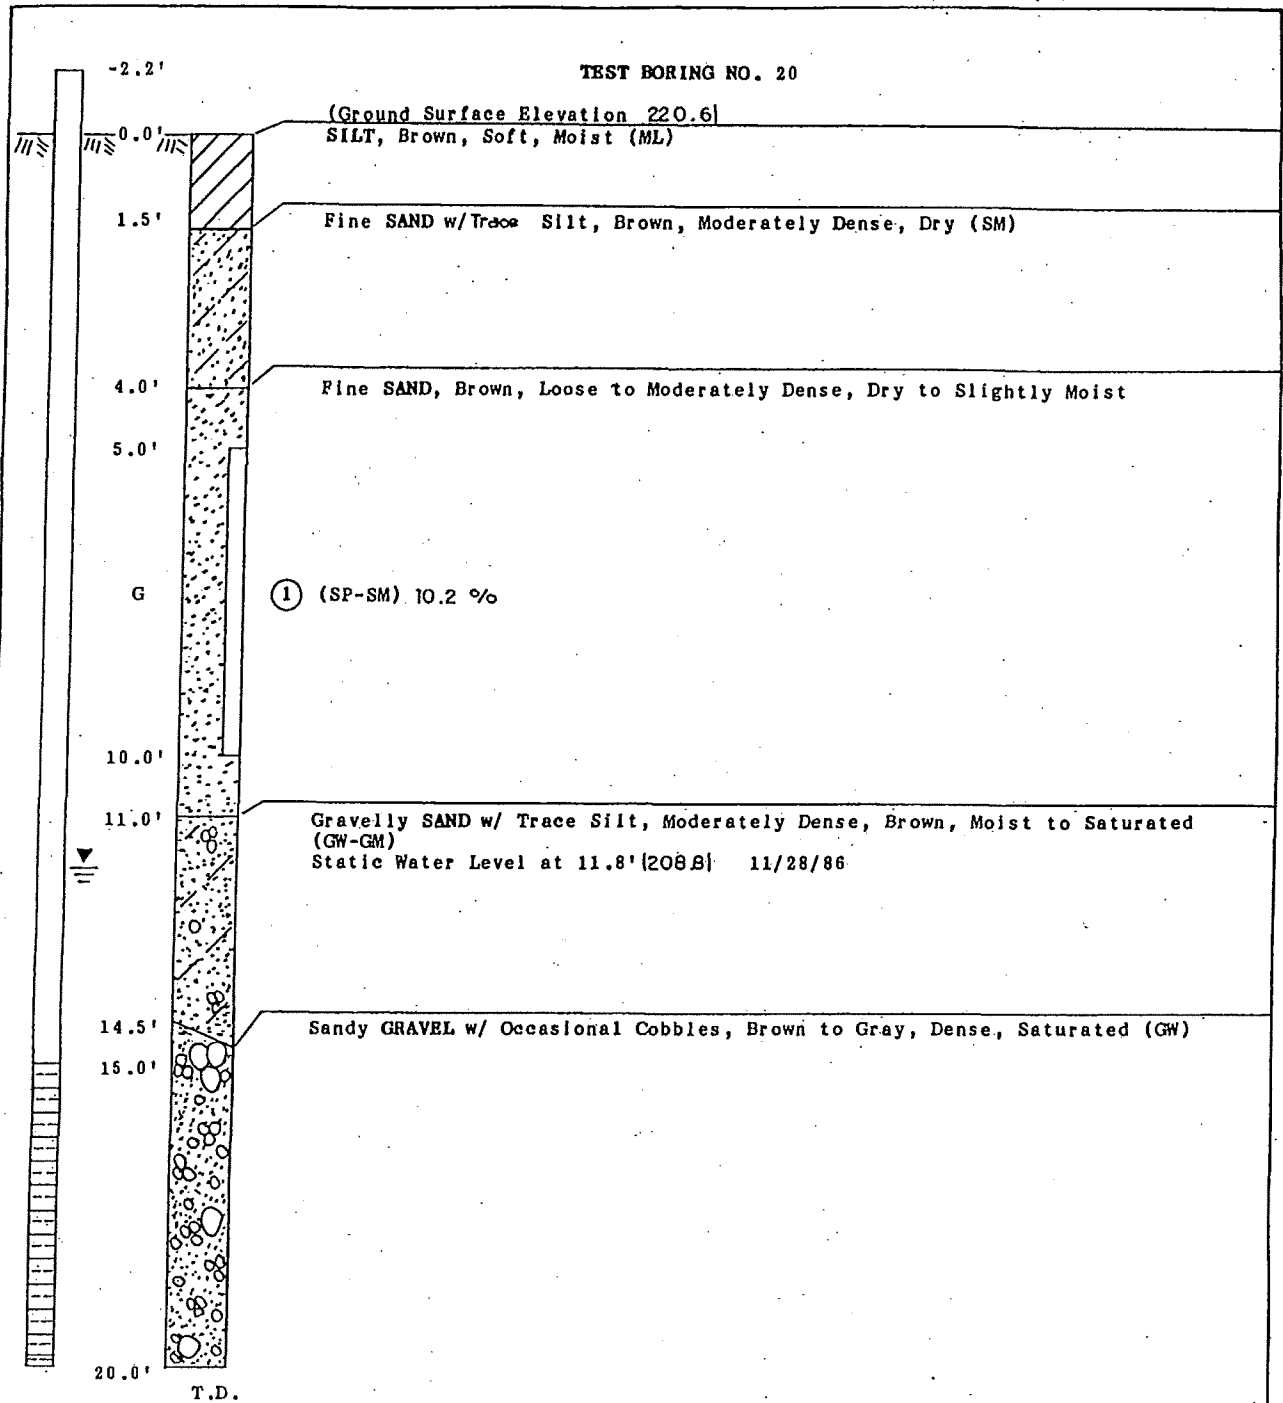 TEST BORING NO. 20
-2.2'
(Ground Surface Elevation 220.6)
0.0'
SILT, Brown, Soft, Moist (ML)
1.5'
Fine SAND w/Trace Silt, Brown, Moderately Dense, Dry (SM)
4.0'
Fine SAND, Brown, Loose to Moderately Dense, Dry to Slightly Moist
5.0'
G
1 (SP-SM) 10.2 %
10.0'
11.0'
Gravelly SAND w/ Trace Silt, Moderately Dense, Brown, Moist to Saturated
(GW-GM)
Static Water Level at 11.8' (208.8) 11/28/86
14.5'
Sandy GRAVEL w/ Occasional Cobbles, Brown to Gray, Dense, Saturated (GW)
15.0'
20.0'
T.D.